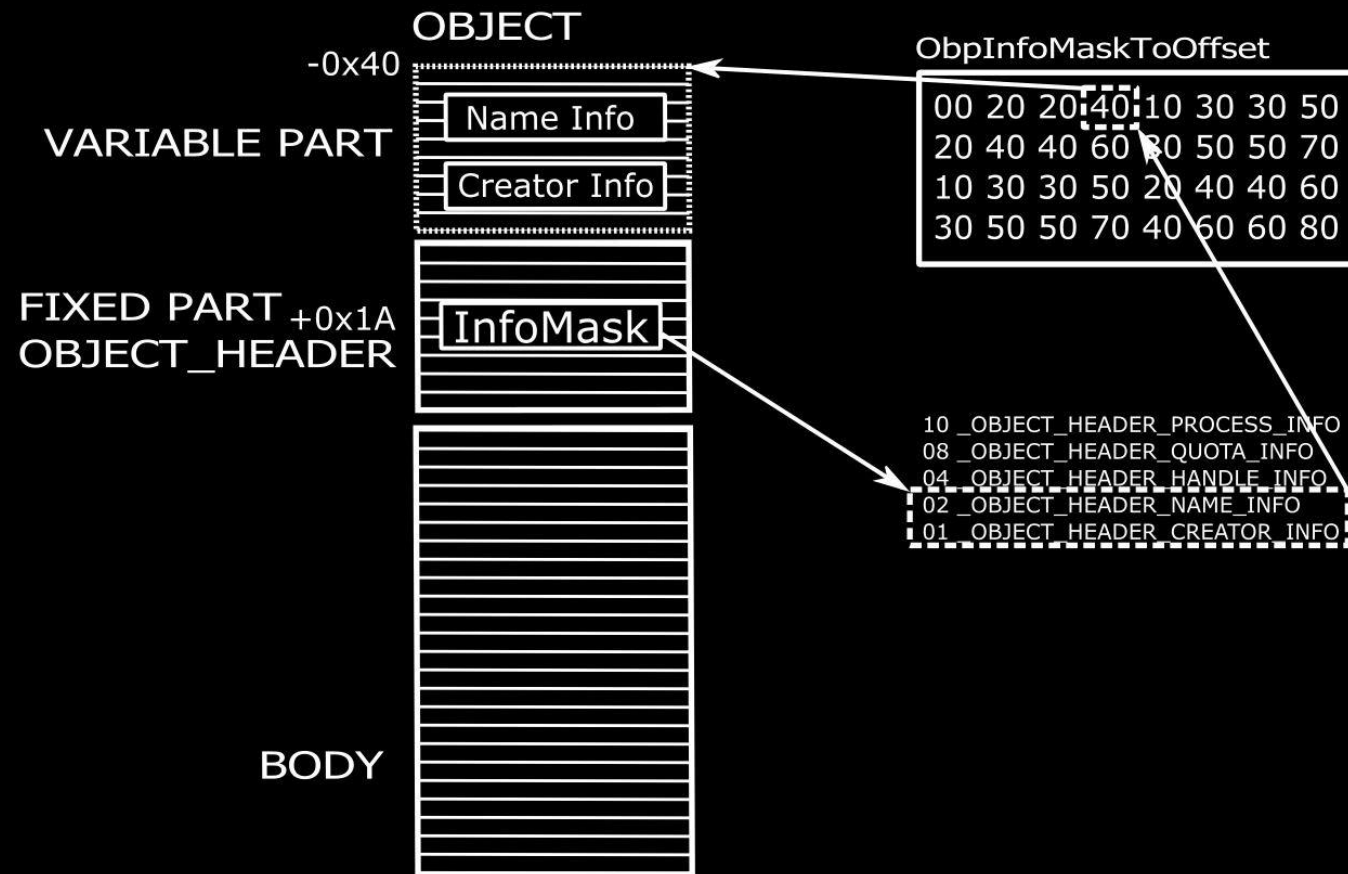 OBJECT
-0x40
VARIABLE PART
Name Info
Creator Info
FIXED PART +0x1A
OBJECT_HEADER
InfoMask
BODY
ObpInfoMaskToOffset
00 20 20 40 10 30 30 50
20 40 40 60 30 50 50 70
10 30 30 50 20 40 40 60
30 50 50 70 40 60 60 80
10 _OBJECT_HEADER_PROCESS_INFO
08 _OBJECT_HEADER_QUOTA_INFO
04 _OBJECT_HEADER_HANDLE_INFO
02 _OBJECT_HEADER_NAME_INFO
01 _OBJECT_HEADER_CREATOR_INFO